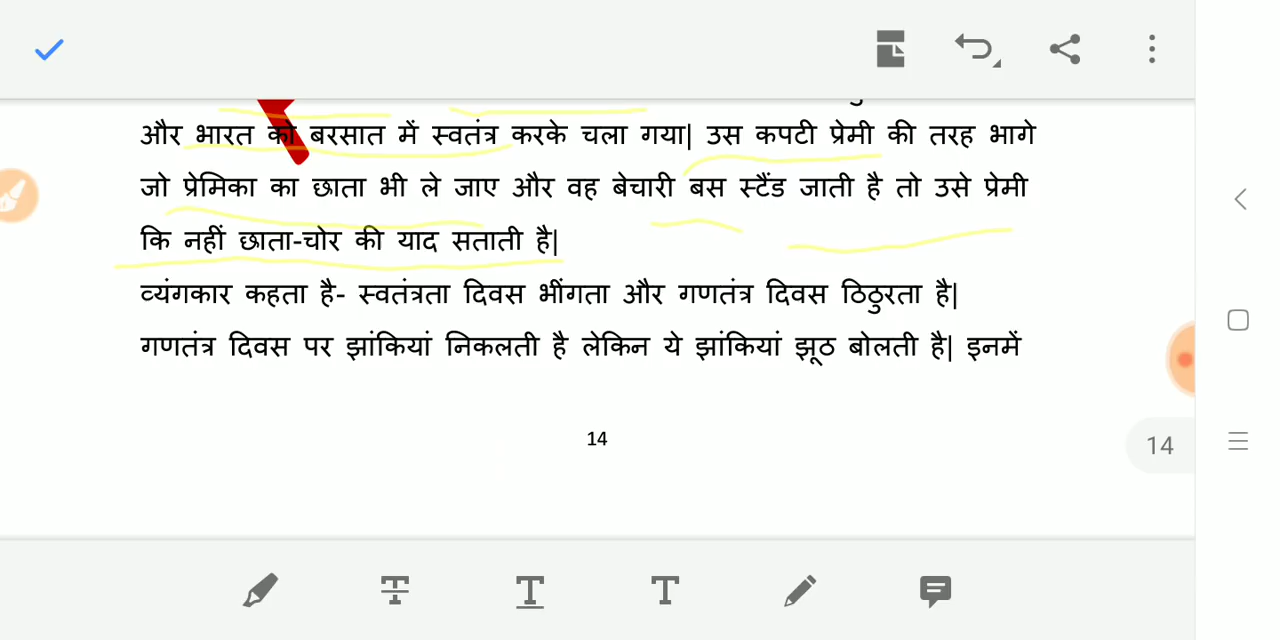 और भारत को बरसात में स्वतंत्र करके चला गया| उस कपटी प्रेमी की तरह भागे
जो प्रेमिका का छाता भी ले जाए और वह बेचारी बस स्टैंड जाती है तो उसे प्रेमी
कि नहीं छाता-चोर की याद सताती है|
व्यंगकार कहता है- स्वतंत्रता दिवस भींगता और गणतंत्र दिवस ठिठुरता है|
गणतंत्र दिवस पर झांकियां निकलती है लेकिन ये झांकियां झूठ बोलती है| इनमें
14
14